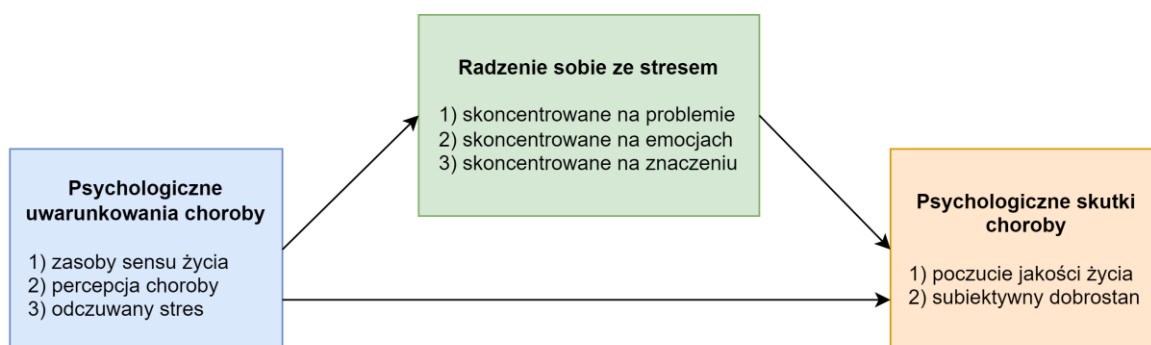 Radzenie sobie ze stresem
1) skoncentrowane na problemie
2) skoncentrowane na emocjach
3) skoncentrowane na znaczeniu
Psychologiczne
uwarunkowania choroby
1) zasoby sensu życia
2) percepcja choroby
3) odczuwany stres
Psychologiczne skutki
choroby
1) poczucie jakości życia
2) subiektywny dobrostan